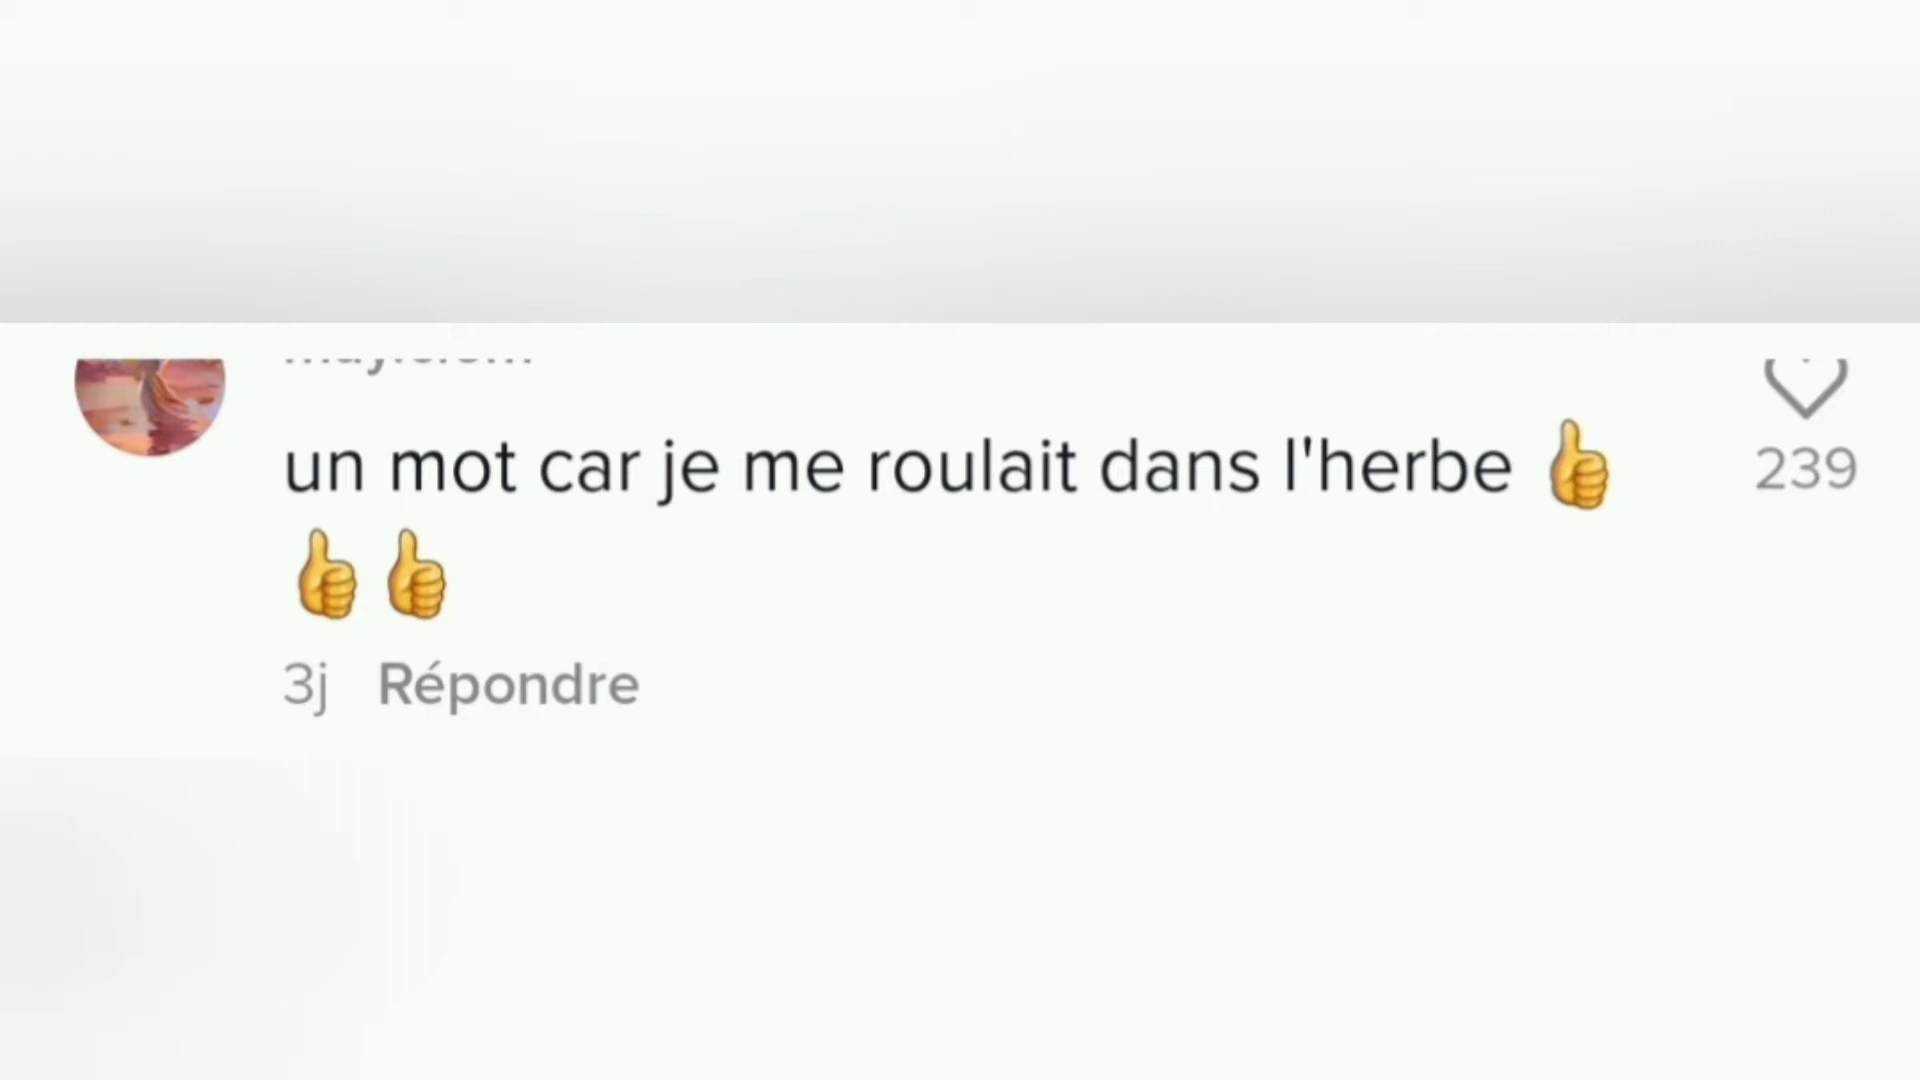 un mot car je me roulait dans l'herbe 👍
👍👍
239
3j Répondre